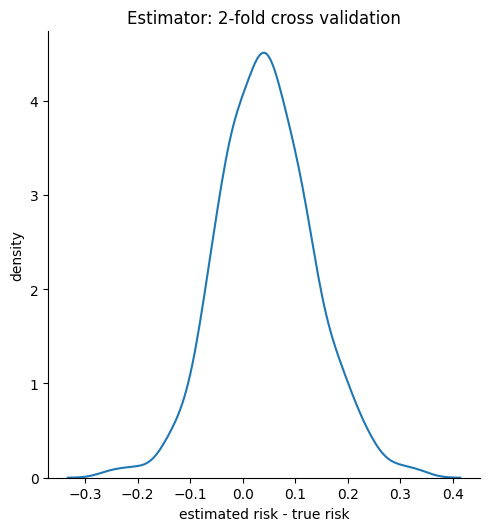 Estimator: 2-fold cross validation
density
4
3
2
1
0
−0.3 −0.2 −0.1 0.0 0.1 0.2 0.3 0.4
estimated risk - true risk